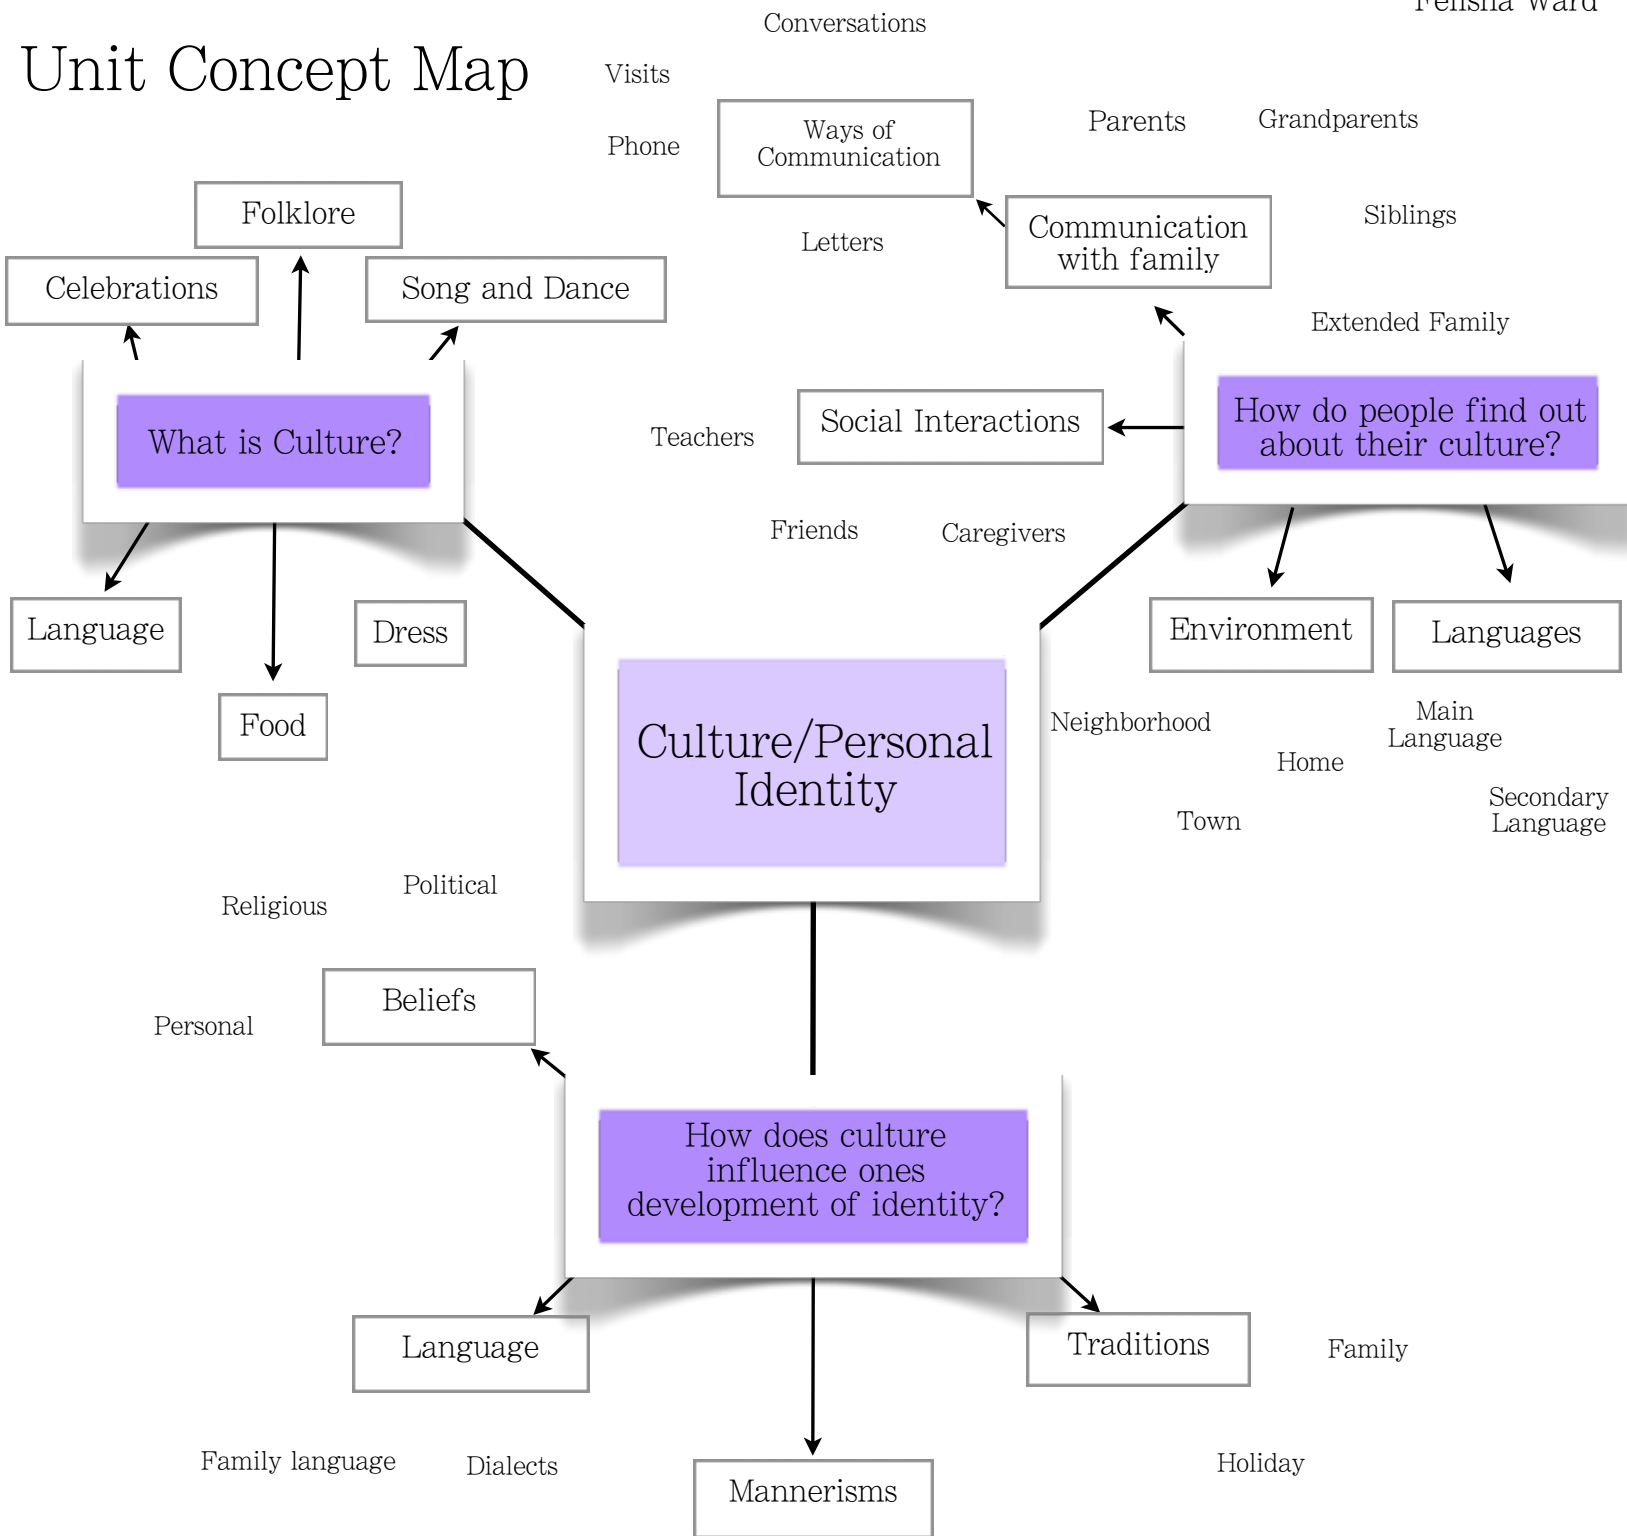 Felisha Ward
Unit Concept Map
Conversations
Visits
Phone
Ways of
Communication
Letters
Parents
Grandparents
Siblings
Communication
with family
Extended Family
Folklore
Celebrations
Song and Dance
What is Culture?
Language
Food
Dress
Teachers
Social Interactions
Friends
Caregivers
How do people find out
about their culture?
Environment
Languages
Neighborhood
Home
Town
Main
Language
Secondary
Language
Culture/Personal
Identity
Religious
Political
Personal
Beliefs
How does culture
influence ones
development of identity?
Language
Family language
Dialects
Mannerisms
Traditions
Family
Holiday